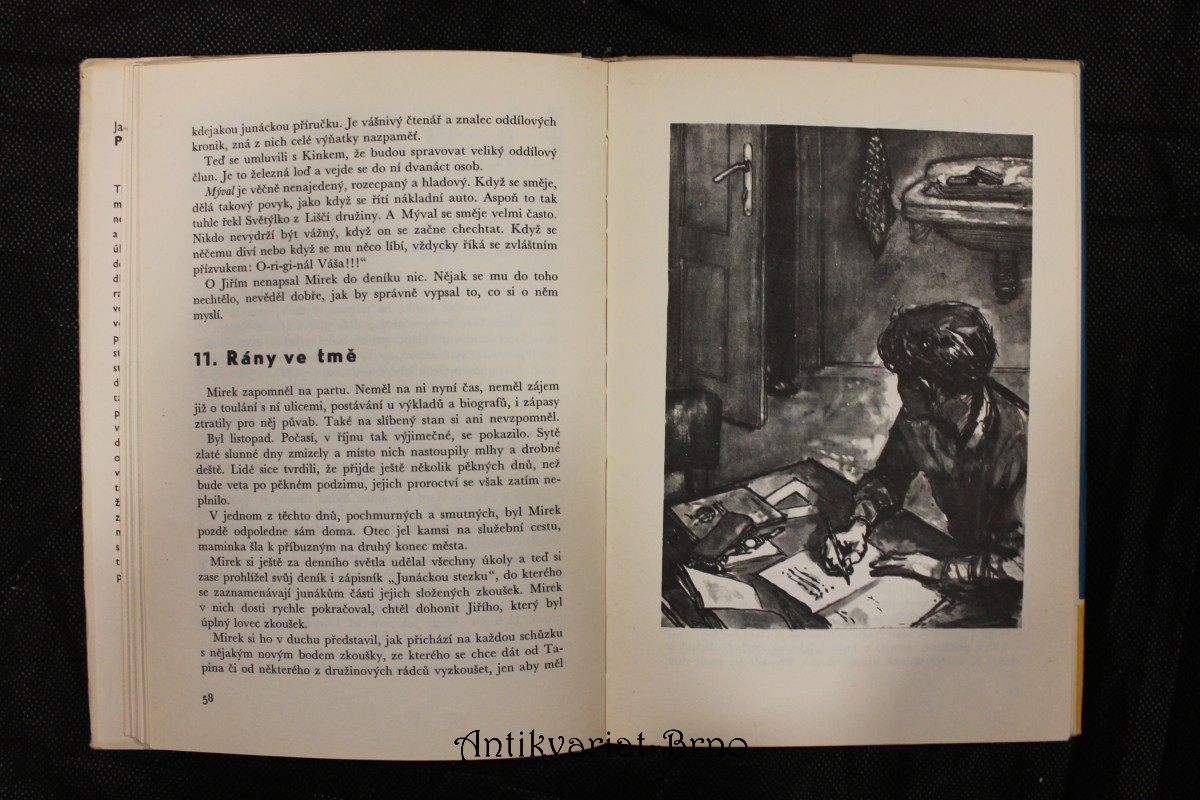 kdejakou junáckou příručku. Je vášnivý čtenář a znalec oddílových
kronik, zná z nich celé výňatky nazpaměť.
Teď se umluvili s Kinkem, že budou spravovat veliký oddílový
člun. Je to železná loď a vejde se do ní dvanáct osob.
Mýval je věčně nenajedený, rozecpaný a hladový. Když se směje,
dělá takový povyk, jako když se řítí nákladní auto. Aspoň to tak
tuhle řekl Světýlko z Liščí družiny. A Mýval se směje velmi často.
Nikdo nevydrží být vážný, když on se začne chechtat. Když se
něčemu diví nebo když se mu něco líbí, vždycky říká se zvláštním
přízvukem: O-ri-gi-nál Váša!!!“
O Jiřím nenapsal Mirek do deníku nic. Nějak se mu do toho
nechtělo, nevěděl dobře, jak by správně vypsal to, co si o něm
myslí.
11. Rány ve tmě
Mirek zapomněl na partu. Neměl na ni nyní čas, neměl zájem
již o toulání s ní ulicemi, postávání u výkladů a biografů, i zápasy
ztratily pro něj půvab. Také na slíbený stan si ani nevzpomněl.
Byl listopad. Počasí, v říjnu tak výjimečné, se pokazilo. Sytě
zlaté slunné dny zmizely a místo nich nastoupily mlhy a drobné
deště. Lidé sice tvrdili, že přijde ještě několik pěkných dnů, než
bude veta po pěkném podzimu, jejich proroctví se však zatím ne-
plnilo.
V jednom z těchto dnů, pochmurných a smutných, byl Mirek
pozdě odpoledne sám doma. Otec jel kamsi na služební cestu,
maminka šla k příbuzným na druhý konec města.
Mirek si ještě za denního světla udělal všechny úkoly a teď si
zase prohlížel svůj deník i zápisník „Junáckou stezku“, do kterého
se zaznamenávají junákům části jejich složených zkoušek. Mirek
v nich dosti rychle pokračoval, chtěl dohonit Jiřího, který byl
úplný lovec zkoušek.
Mirek si ho v duchu představil, jak přichází na každou schůzku
s nějakým novým bodem zkoušky, ze kterého se chce dát od Ta-
pina či od některého z družinových rádců vyzkoušet, jen aby měl
58
Antikvariat-Brno